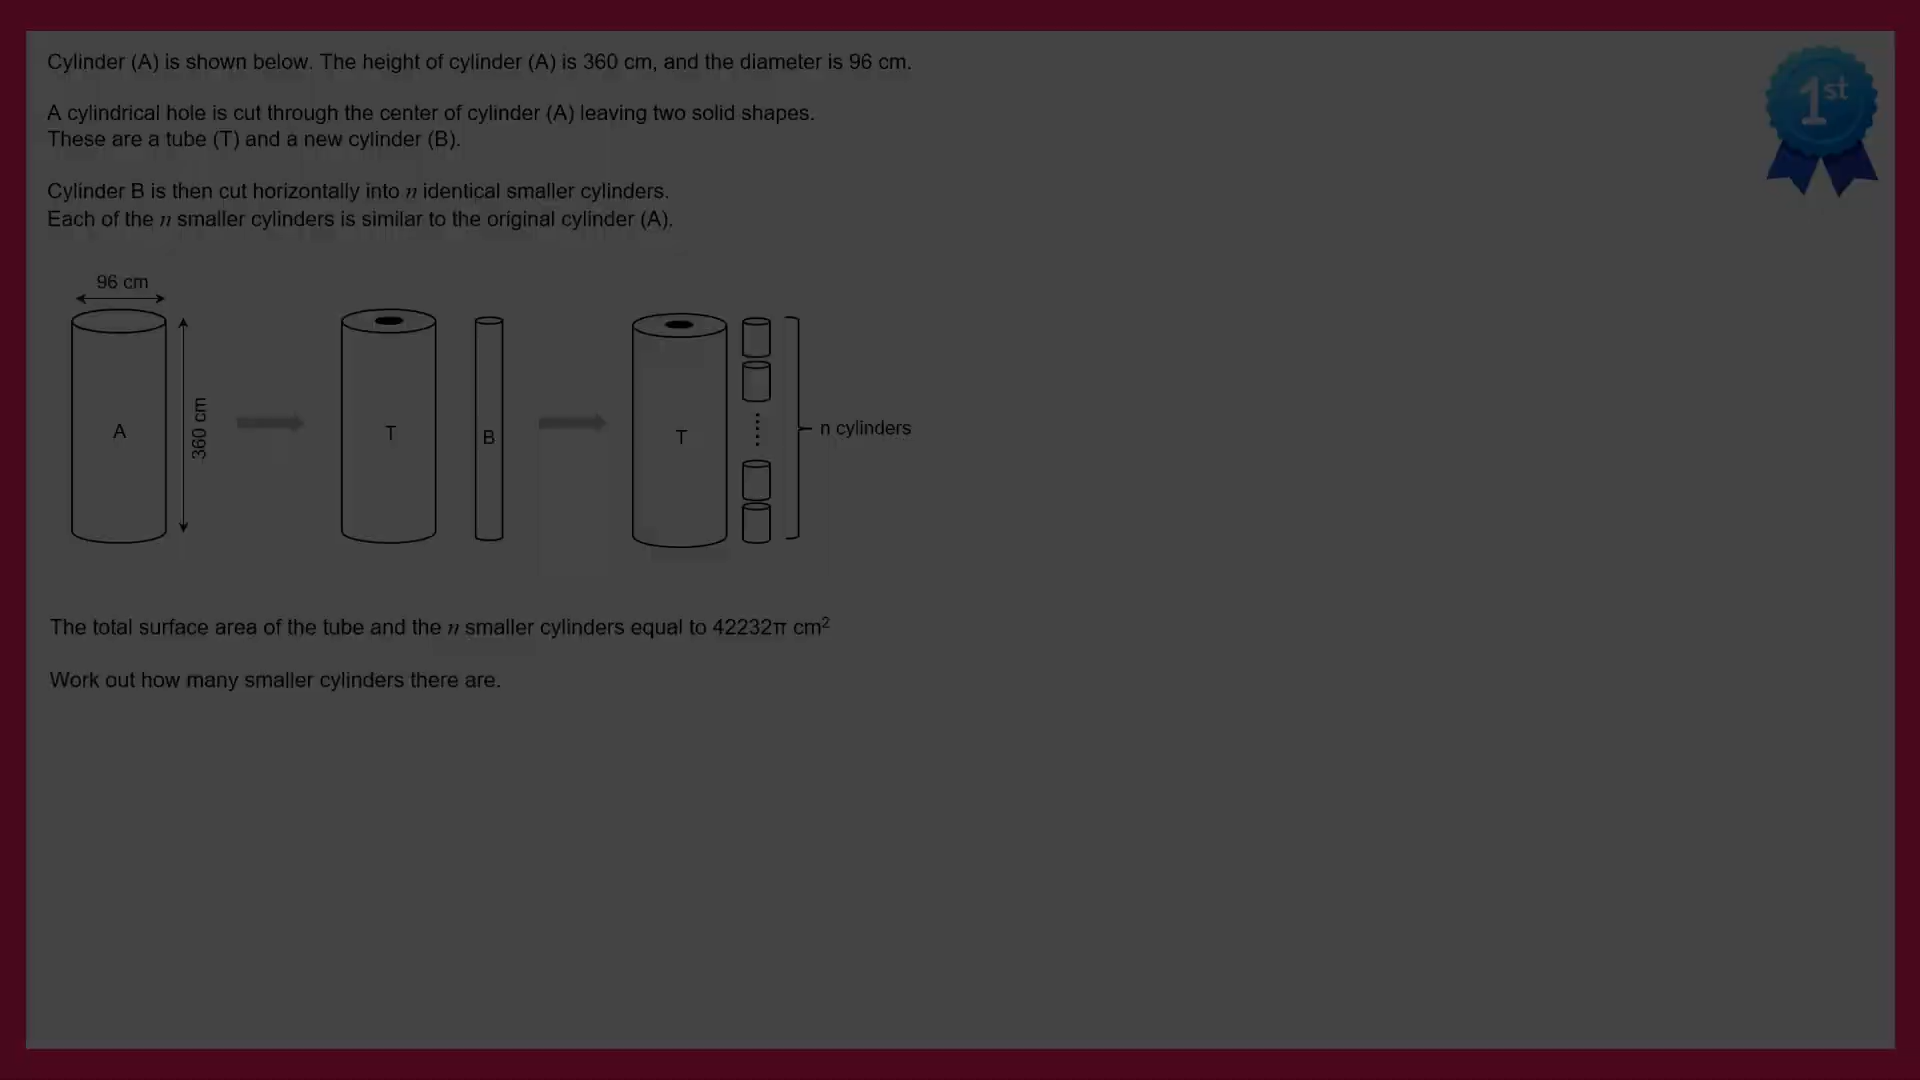 Cylinder (A) is shown below. The height of cylinder (A) is 360 cm, and the diameter is 96 cm.
1st
A cylindrical hole is cut through the center of cylinder (A) leaving two solid shapes.
These are a tube (T) and a new cylinder (B).
Cylinder B is then cut horizontally into n identical smaller cylinders.
Each of the n smaller cylinders is similar to the original cylinder (A).
96 cm
A
360 cm
T
B
T
n cylinders
The total surface area of the tube and the n smaller cylinders equal to 42232π cm²
Work out how many smaller cylinders there are.